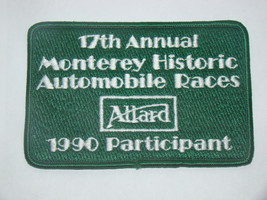 17th Annual
Monterey Historic
Automobile Races
Allard
1990 Participant